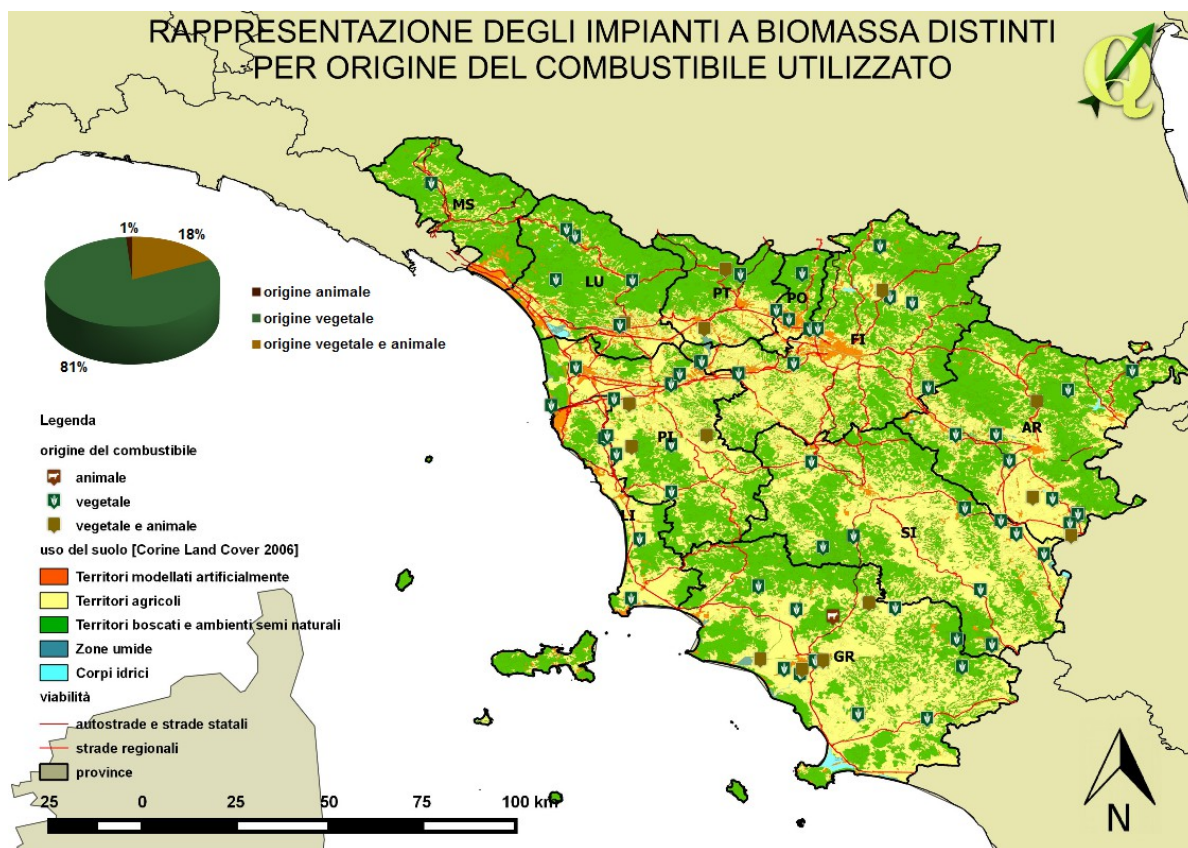 RAPPRESENTAZIONE DEGLI IMPIANTI A BIOMASSA DISTINTI
PER ORIGINE DEL COMBUSTIBILE UTILIZZATO
Q
1%
18%
81%
origine animale
origine vegetale
origine vegetale e animale
MS
LU
PT
PO
FI
AR
PI
LI
SI
GR
Legenda
origine del combustibile
animale
vegetale
vegetale e animale
uso del suolo [Corine Land Cover 2006]
Territori modellati artificialmente
Territori agricoli
Territori boscati e ambienti semi naturali
Zone umide
Corpi idrici
viabilità
autostrade e strade statali
strade regionali
province
25 0 25 50 75 100 km
N